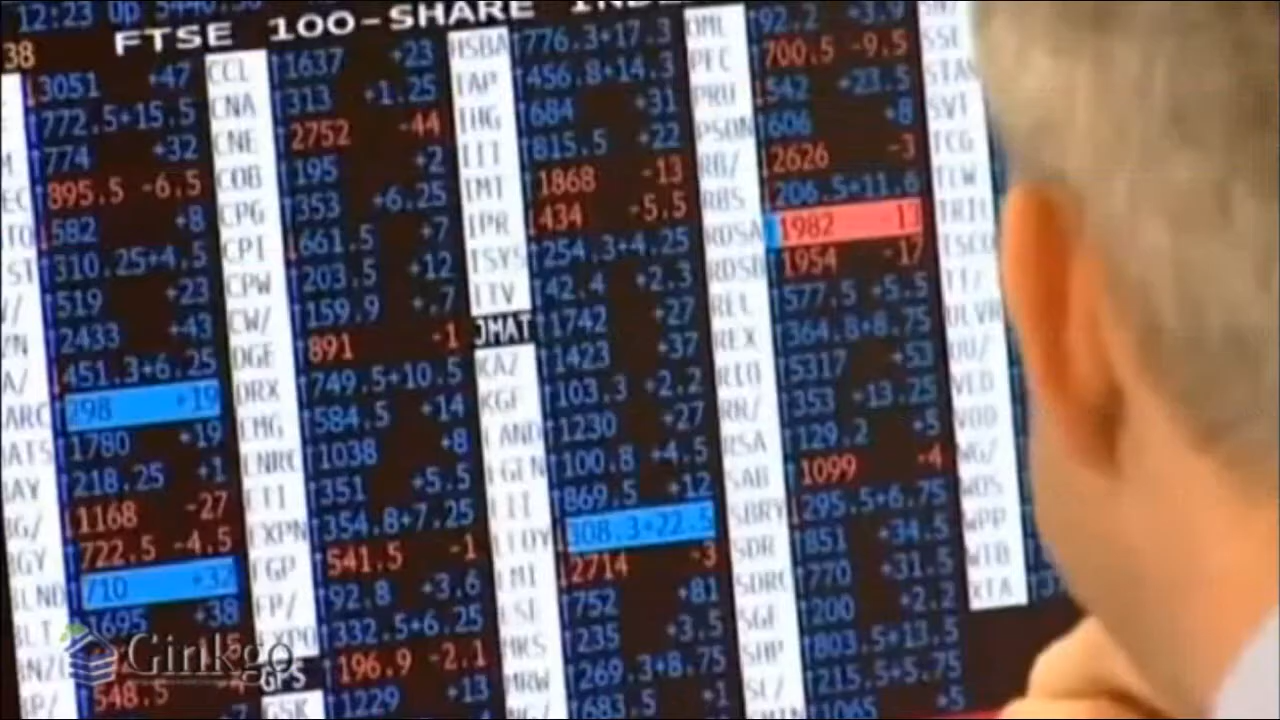 12:23 Up
FTSE 100-SHARE
38
3051 +47
772.5+15.5
774 +32
895.5 -6.5
582 +8
310.25+4.5
519 +23
2433 +43
451.3+6.25
298 +19
1780 +19
218.25 +1
1168 -27
722.5 -4.5
710 +32
1695 +38
548.5
CCL 1637 +23
CNA 313 +1.25
CNE 2752 -44
COB 195 +2
CPG 353 +6.25
CPI 661.5 +7
CPW 203.5 +12
CW/ 159.9 +.7
DGE 891 -1
DRX 749.5+10.5
EMG 584.5 +14
ENRC 1038 +8
ETI 351 +5.5
EXPN 354.8+7.25
FGP 541.5 -1
FP/ 92.8 +3.6
EXPO 332.5+6.25
GFS 196.9 -2.1
GSK 1229 +13
HSBA 776.3+17.3
IAP 456.8+14.3
IHG 684 +31
III 815.5 +22
IMT 1868 -13
IPR 434 -5.5
ISYS 254.3+4.25
ITV 42.4 +2.3
JMAT 1742 +27
KAZ 1423 +37
KGF 103.3 +2.2
LAND 1230 +27
LGEN 100.8 +4.5
LII 869.5 +12
LLOY 308.3+22.5
LMI 2714 -3
LSE 752 +81
MKS 235 +3.5
MRW 269.3+8.75
NG/ 683.5 +1
OML 92.2 +3.9
PFC 700.5 -9.5
PRU 542 +23.5
PSON 606 +8
RB/ 2626 -3
RBS 206.5+11.6
RDSA 1982 13
RDSB 1954 -17
REL 577.5 +5.5
REX 364.8+8.75
RIO 5317 +53
RR/ 353 +13.25
RSA 129.2 +5
SAB 1099 -4
SBRY 295.5+6.75
SDR 851 +34.5
SDRC 770 +31.5
SGE 200 +2.2
SHP 803.5+13.5
SL/ 215.5+5.75
1065 +5
SSE
STAN
SVT
TCG
TLW
TRIL
TSCO
TT/
ULVR
UU/
VED
VOD
WG/
WOS
WPP
WTB
XTA
Ginkgo